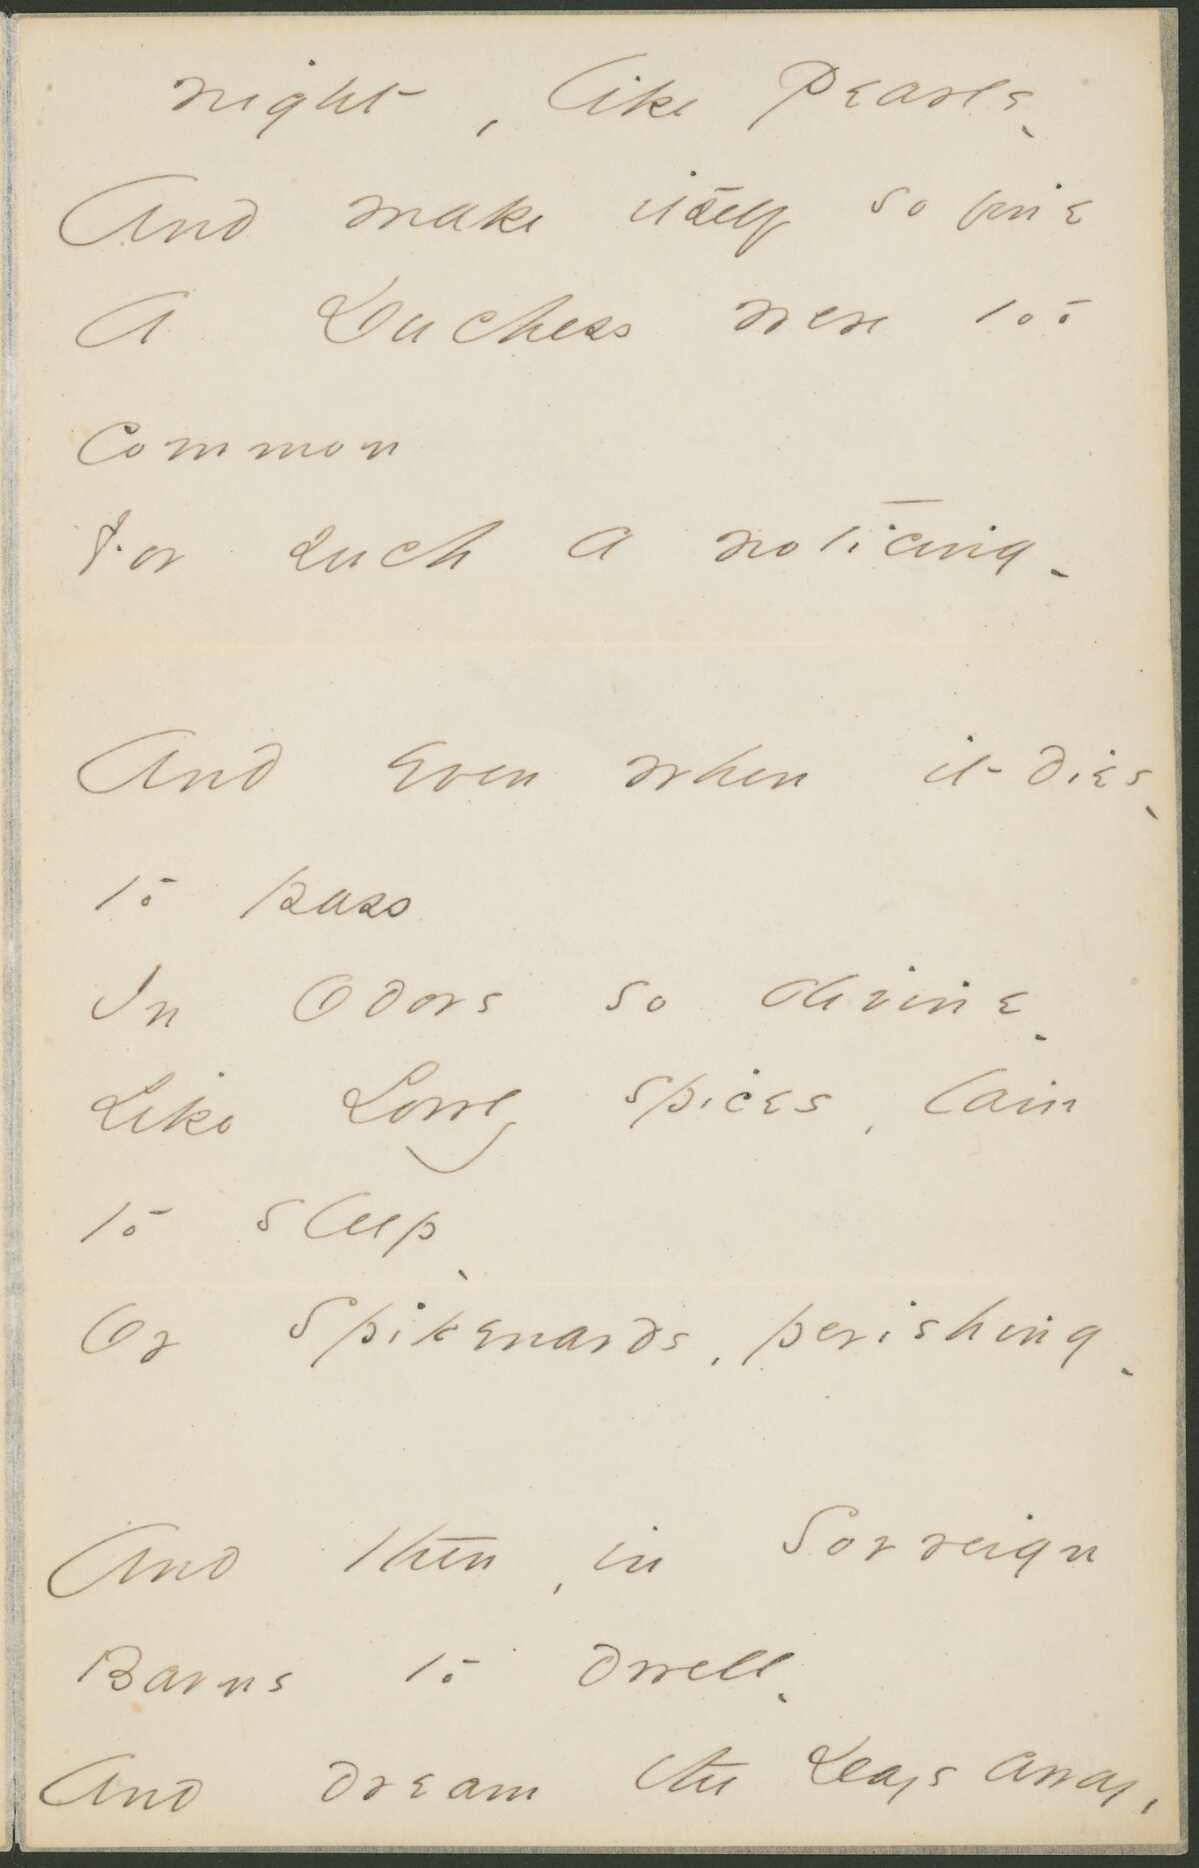 night, like Pearls -
And make itself so fine
A Duchess were too
Common
For such a noticing -
And even when it dies -
to pass
In Odors so divine -
Like Lowly spices, lain
to sleep -
Or Spikenards, perishing -
And then, in Sovreign
Barns to dwell -
And dream the Days away,